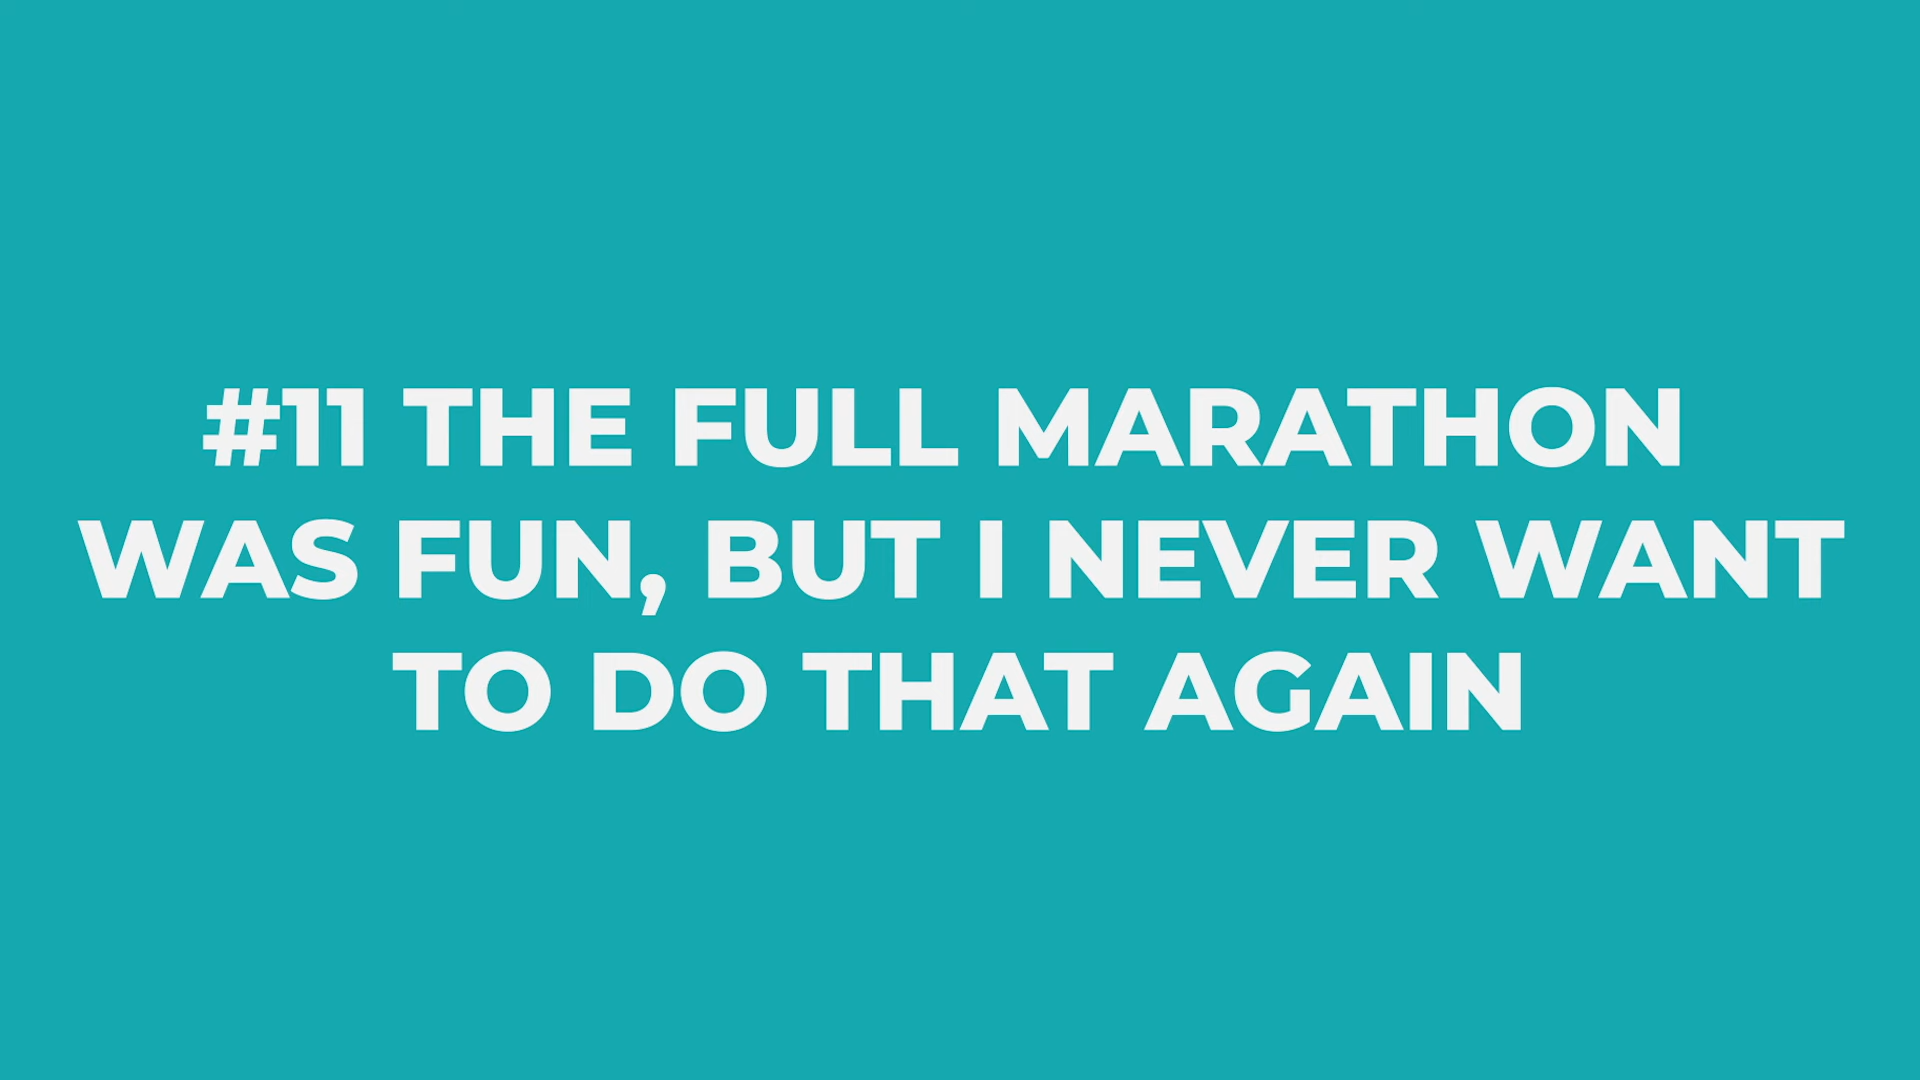 #11 THE FULL MARATHON
WAS FUN, BUT I NEVER WANT
TO DO THAT AGAIN